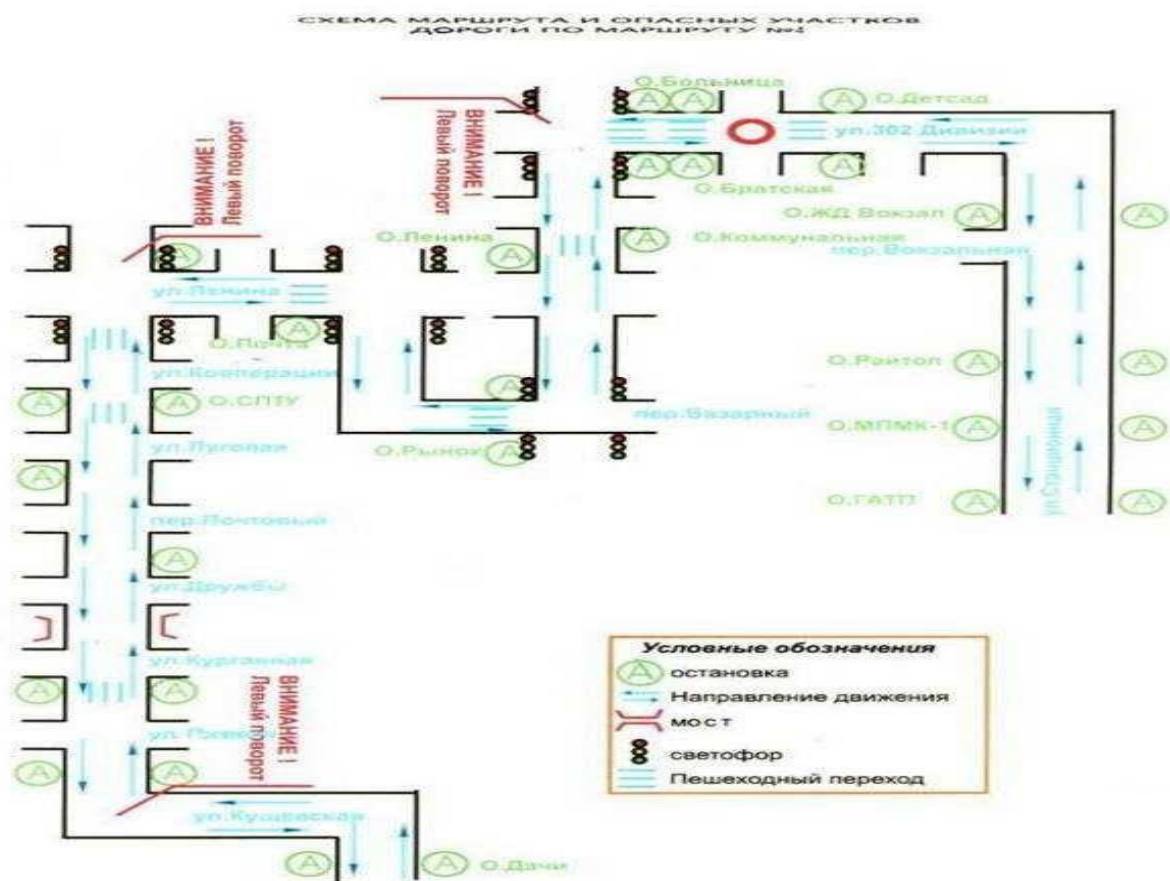 СХЕМА МАРШРУТА И ОПАСНЫХ УЧАСТКОВ
ДОРОГИ ПО МАРШРУТУ
О.Больница
А А А О.Детсад
ВНИМАНИЕ !
Левый поворот
ул.302 Дивизии
ВНИМАНИЕ !
Левый поворот
А А А
О.Братская
О.ЖД Вокзал А А
О.Ленина А А О.Коммунальная
пер.Вокзальная
А
ул.Ленина
А
О.Почта
ул.Кооперации
О.Райтоп А А
А А О.СПТУ
А
пер.Базарный
О.МПМК-1 А А
ул.Луговая
О.Рынок А
А
О.ГАТП А А
пер.Почтовый
А
ул.Дружбы
ул.Курганная
А А
ВНИМАНИЕ !
Левый поворот
ул.
А А
ул.Кущевская
А А О.Дачи
Условные обозначения
А остановка
Направление движения
мост
светофор
Пешеходный переход